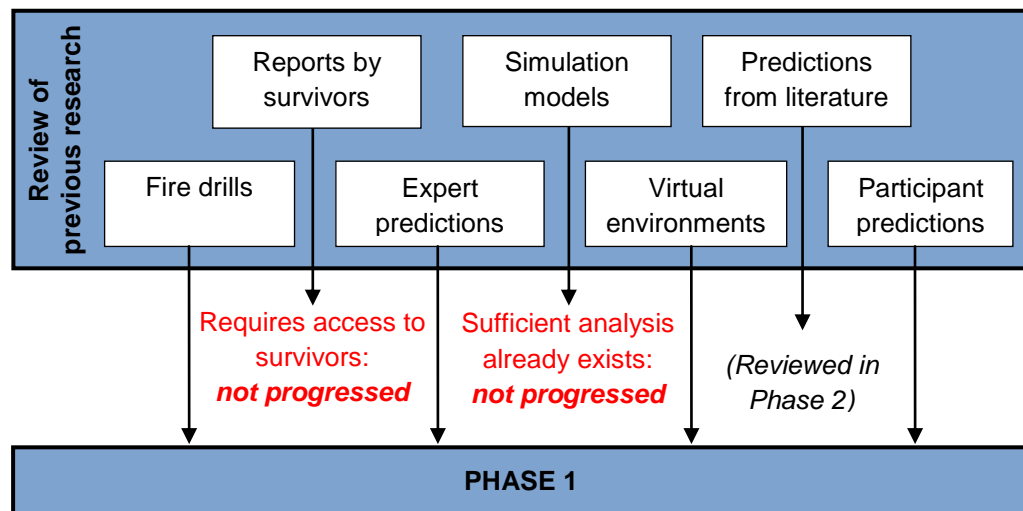 Review of
previous research
Reports by
survivors
Simulation
models
Predictions
from literature
Fire drills
Expert
predictions
Virtual
environments
Participant
predictions
Requires access to
survivors:
not progressed
Sufficient analysis
already exists:
not progressed
(Reviewed in
Phase 2)
PHASE 1